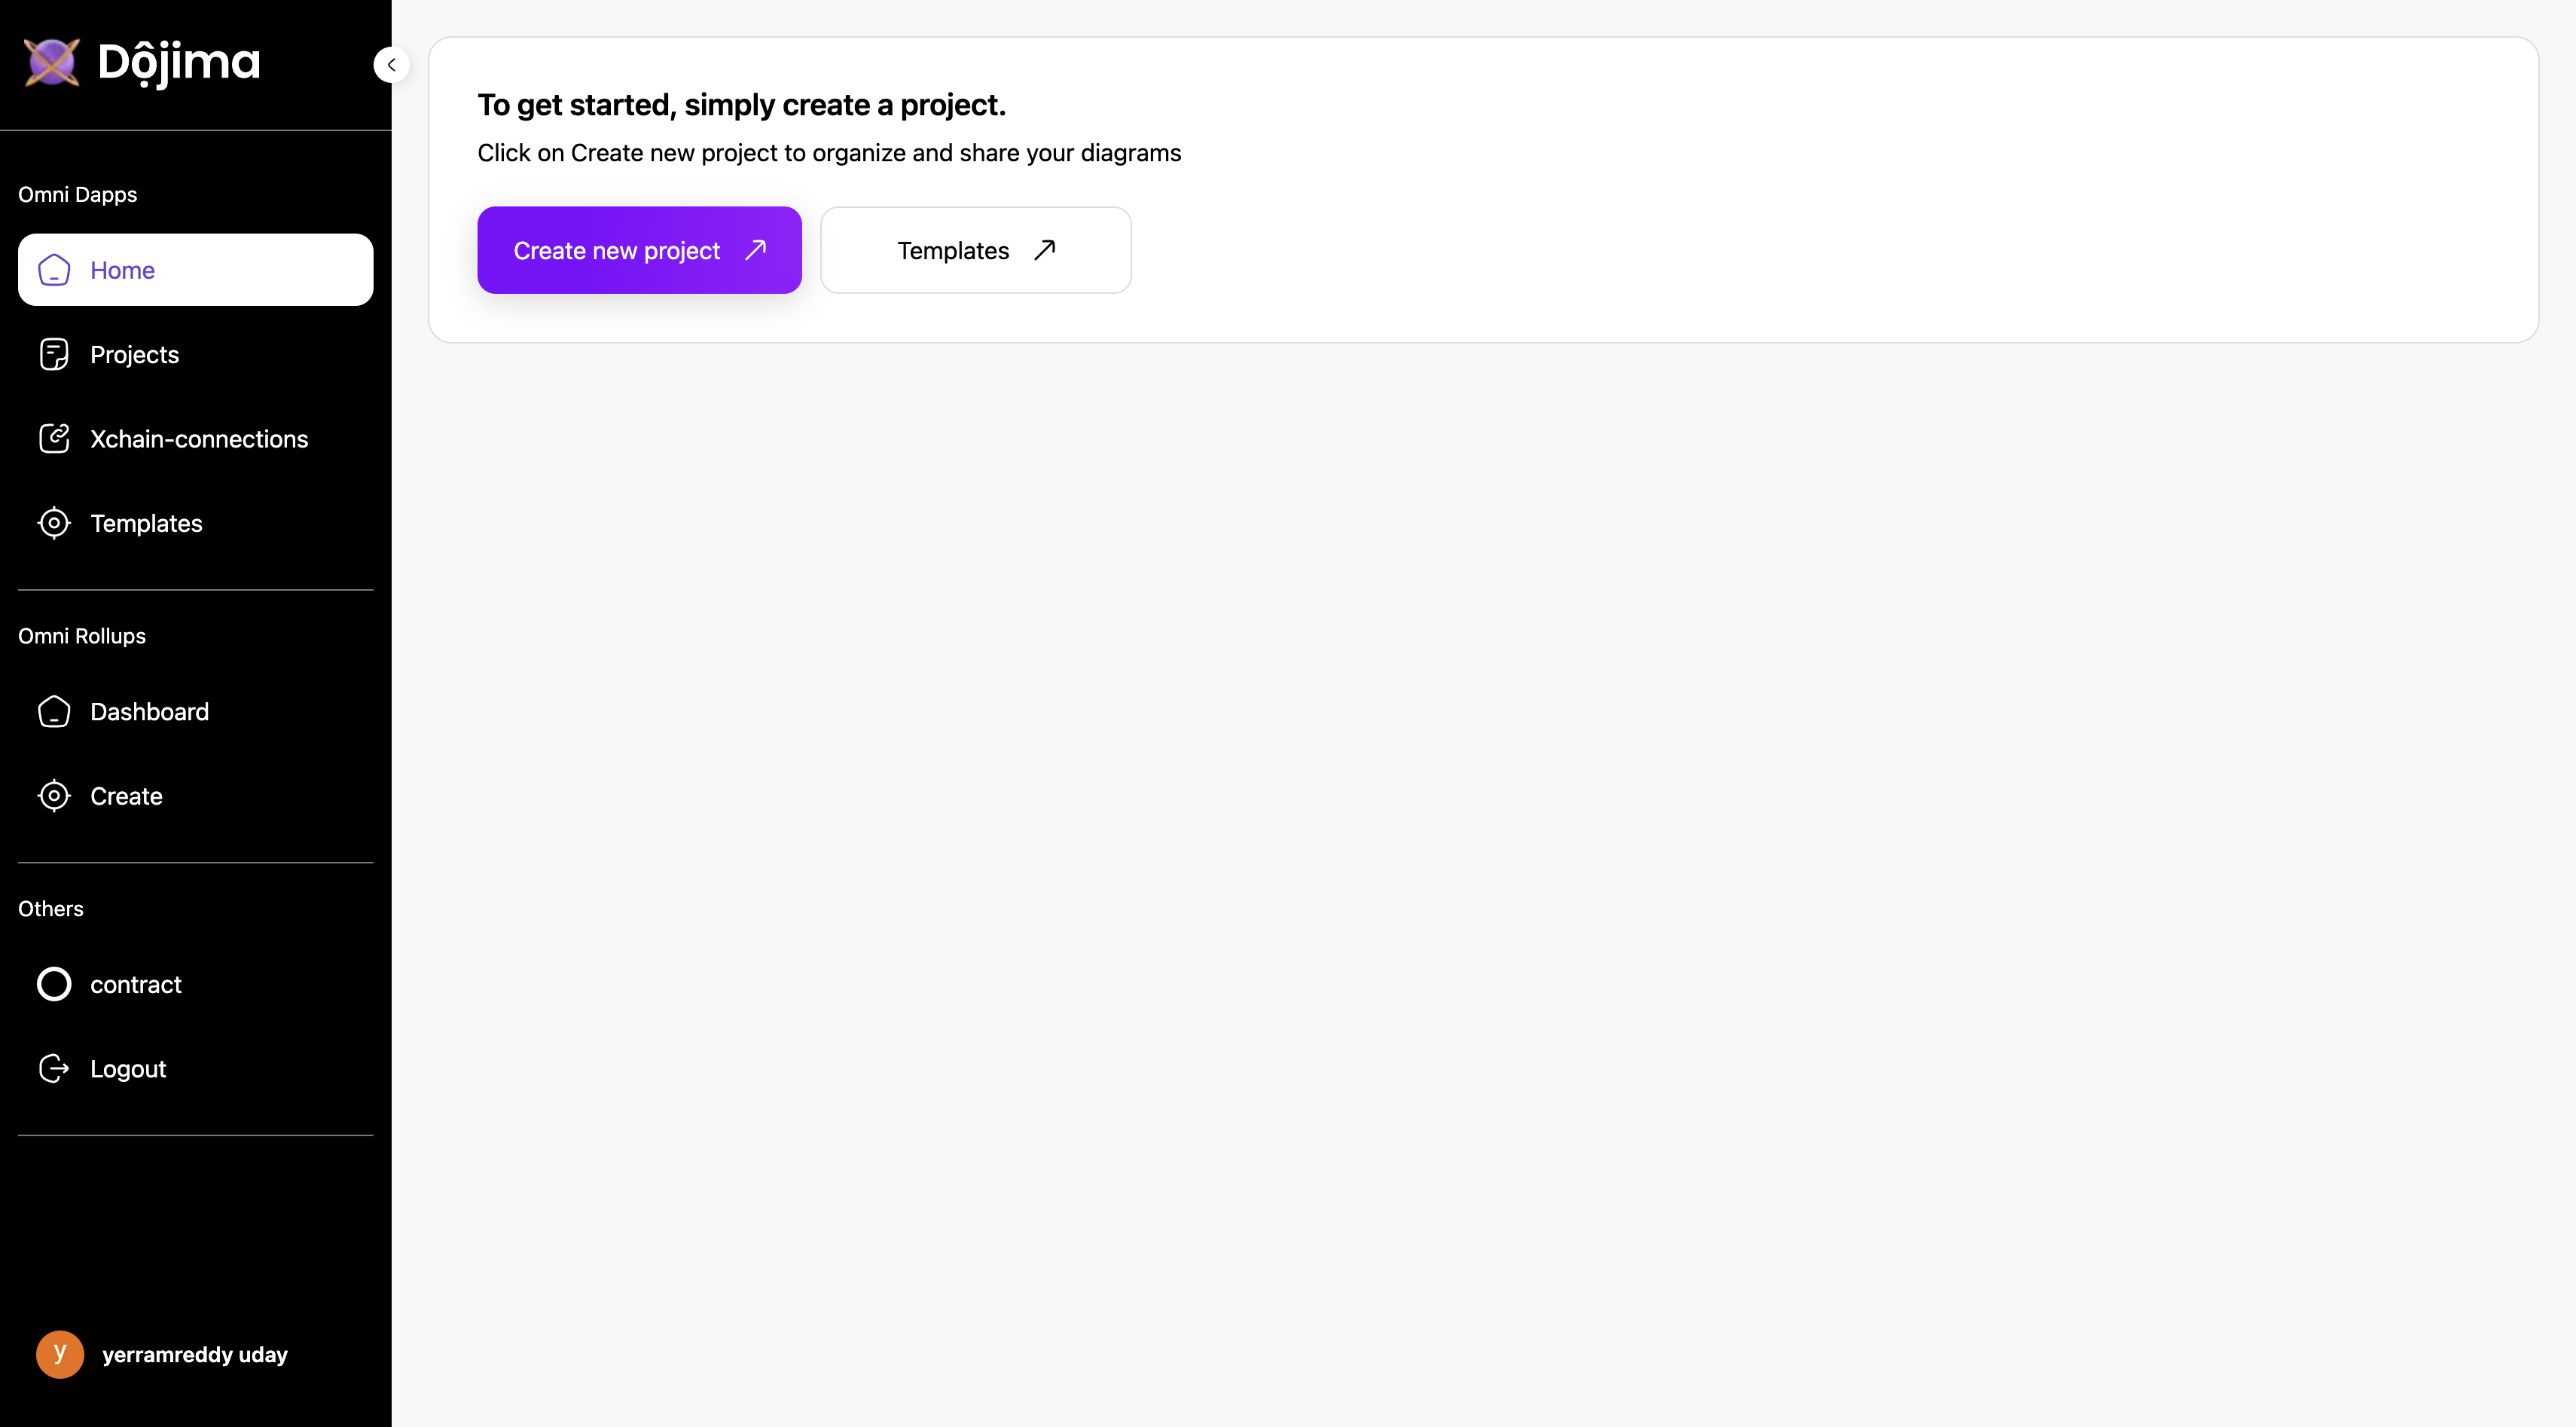 Dộjima
Omni Dapps
Home
Projects
Xchain-connections
Templates
Omni Rollups
Dashboard
Create
Others
contract
Logout
y
yerramreddy uday
To get started, simply create a project.
Click on Create new project to organize and share your diagrams
Create new project
Templates